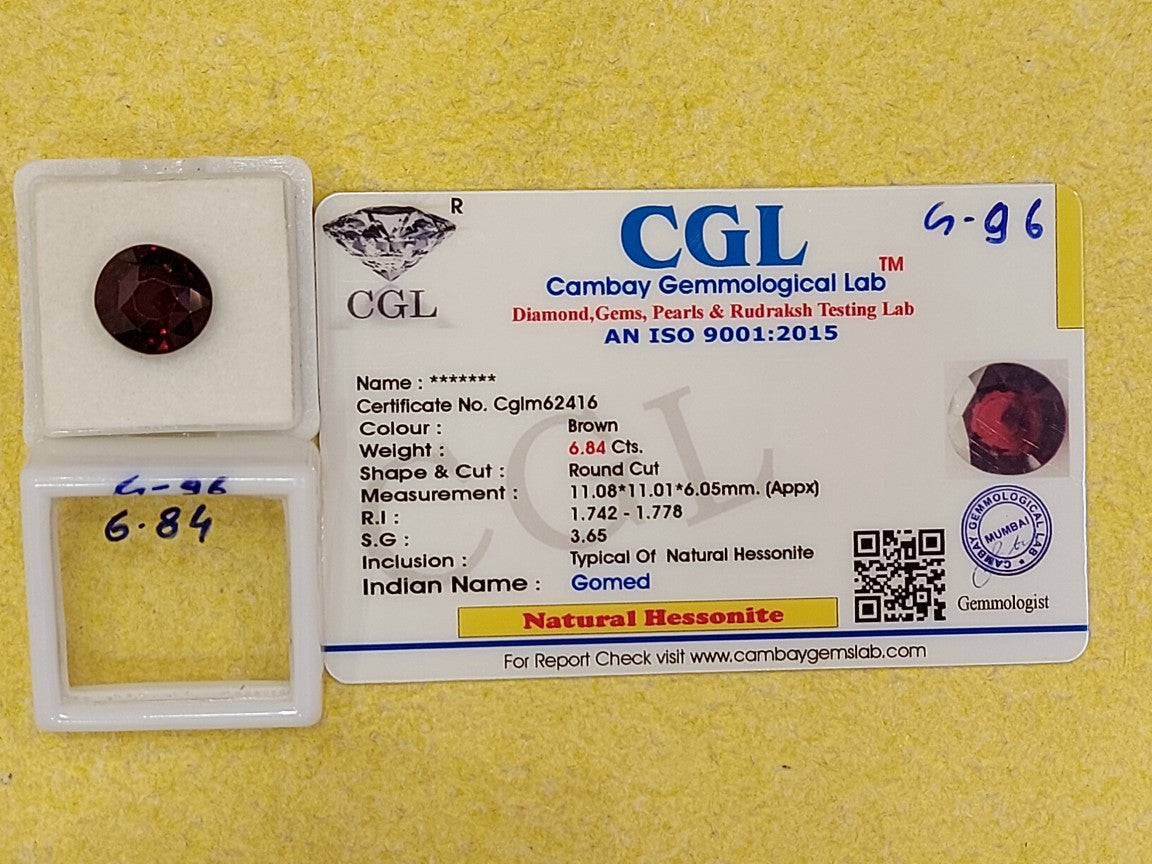 G-96
6.84
R
CGL
CGL
TM
Cambay Gemmological Lab
Diamond,Gems, Pearls & Rudraksh Testing Lab
AN ISO 9001:2015
G-96
Name : *******
Certificate No. Cglm62416
Colour : Brown
Weight : 6.84 Cts.
Shape & Cut : Round Cut
Measurement : 11.08*11.01*6.05mm. (Appx)
R.I : 1.742 - 1.778
S.G : 3.65
Inclusion : Typical Of Natural Hessonite
Indian Name : Gomed
CGL
CAMBAY GEMMOLOGICAL LAB
MUMBAI
Gemmologist
Natural Hessonite
For Report Check visit www.cambaygemslab.com